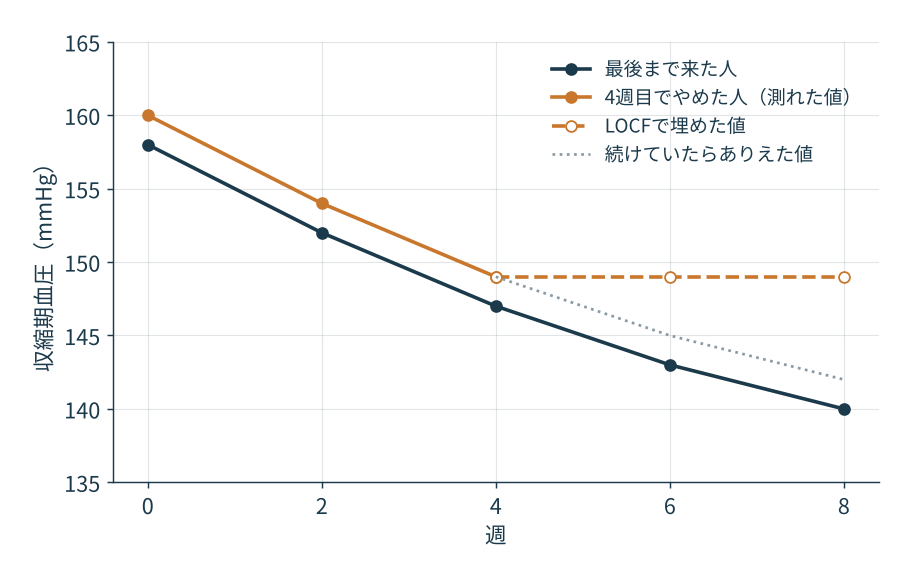 165
160
155
150
145
140
135
収縮期血圧（mmHg）
最後まで来た人
4週目でやめた人（測れた値）
LOCFで埋めた値
続けていたらありえた値
0 2 4 6 8
週